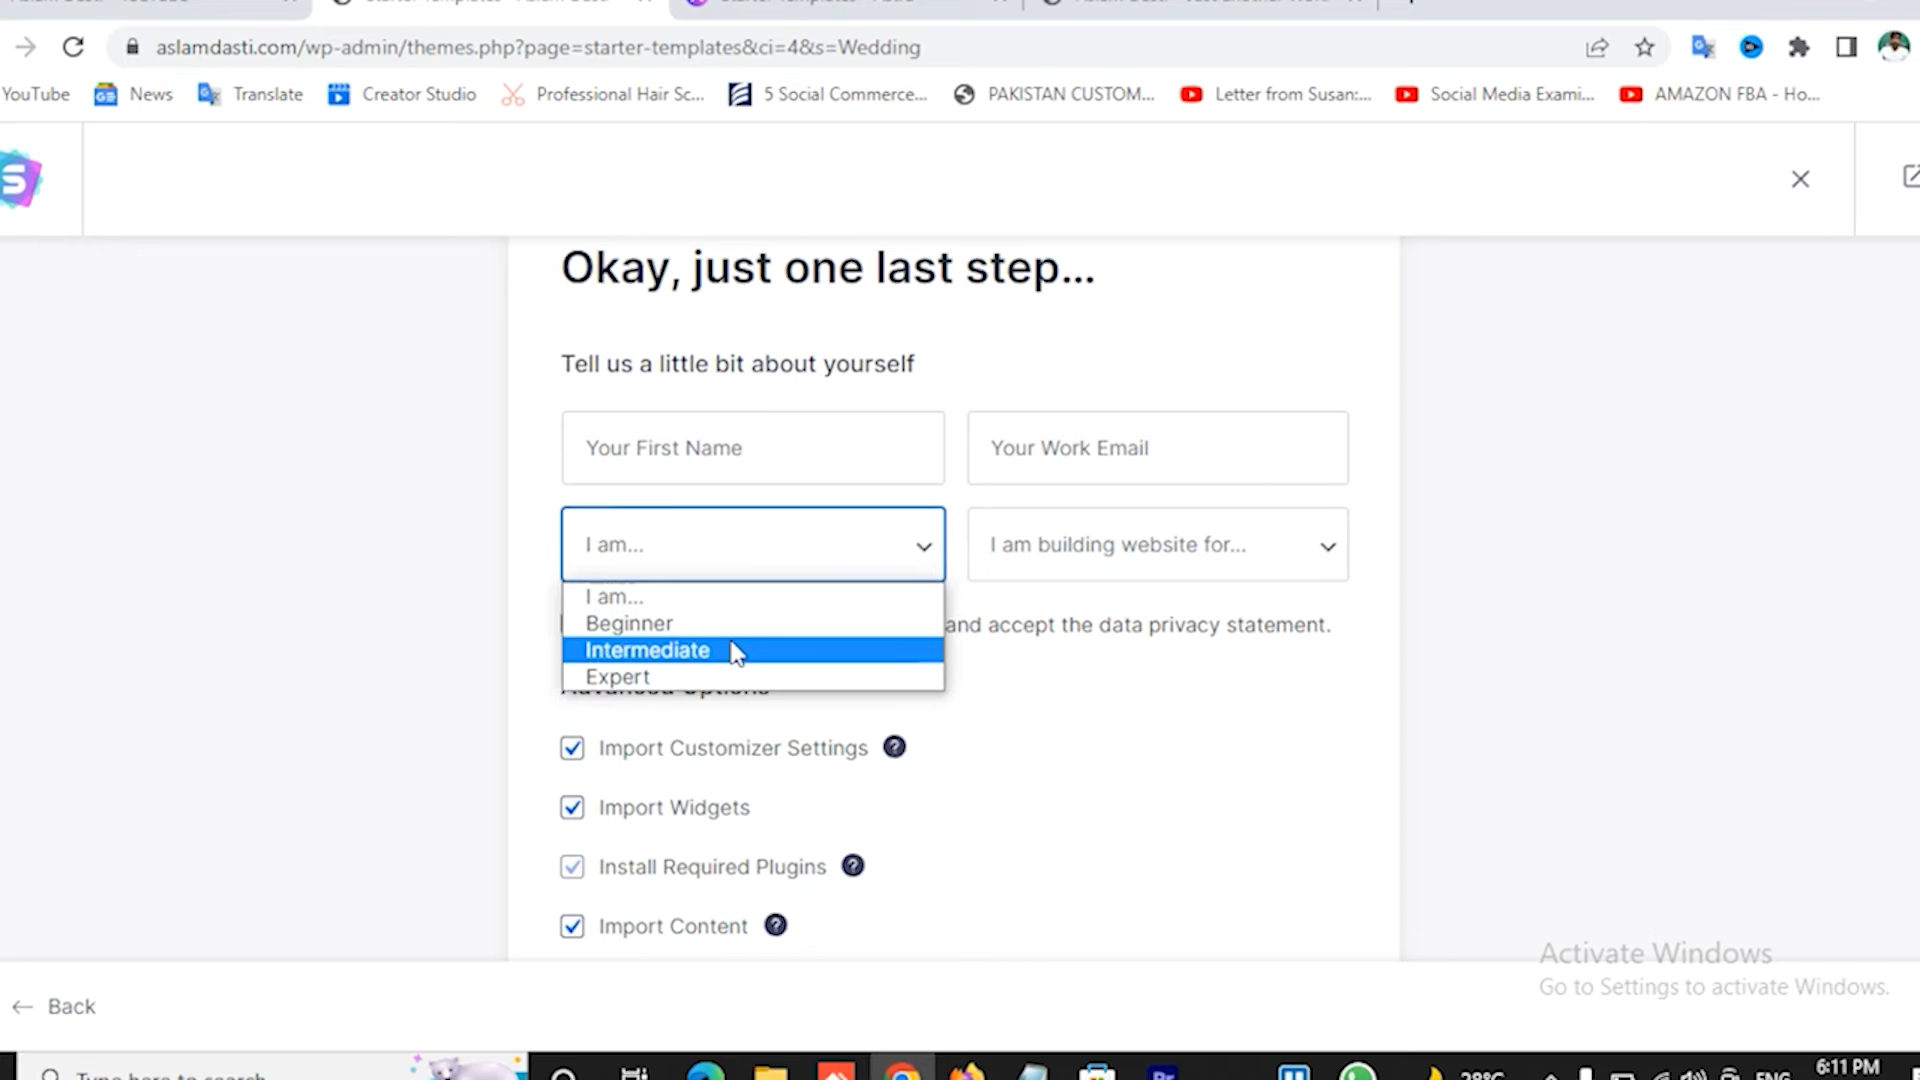 aslamdasti.com/wp-admin/themes.php?page=starter-templates&ci=4&s=Wedding
YouTube News Translate Creator Studio Professional Hair Sc... 5 Social Commerce... PAKISTAN CUSTOM... Letter from Susan:... Social Media Exami... AMAZON FBA - Ho...
S
Okay, just one last step...
Tell us a little bit about yourself
Your First Name Your Work Email
I am... I am building website for...
I am...
Beginner
and accept the data privacy statement.
Intermediate
Expert
Advanced Options
Import Customizer Settings ?
Import Widgets
Install Required Plugins ?
Import Content ?
Activate Windows
Go to Settings to activate Windows.
← Back
Type here to search
28°C ENG 6:11 PM